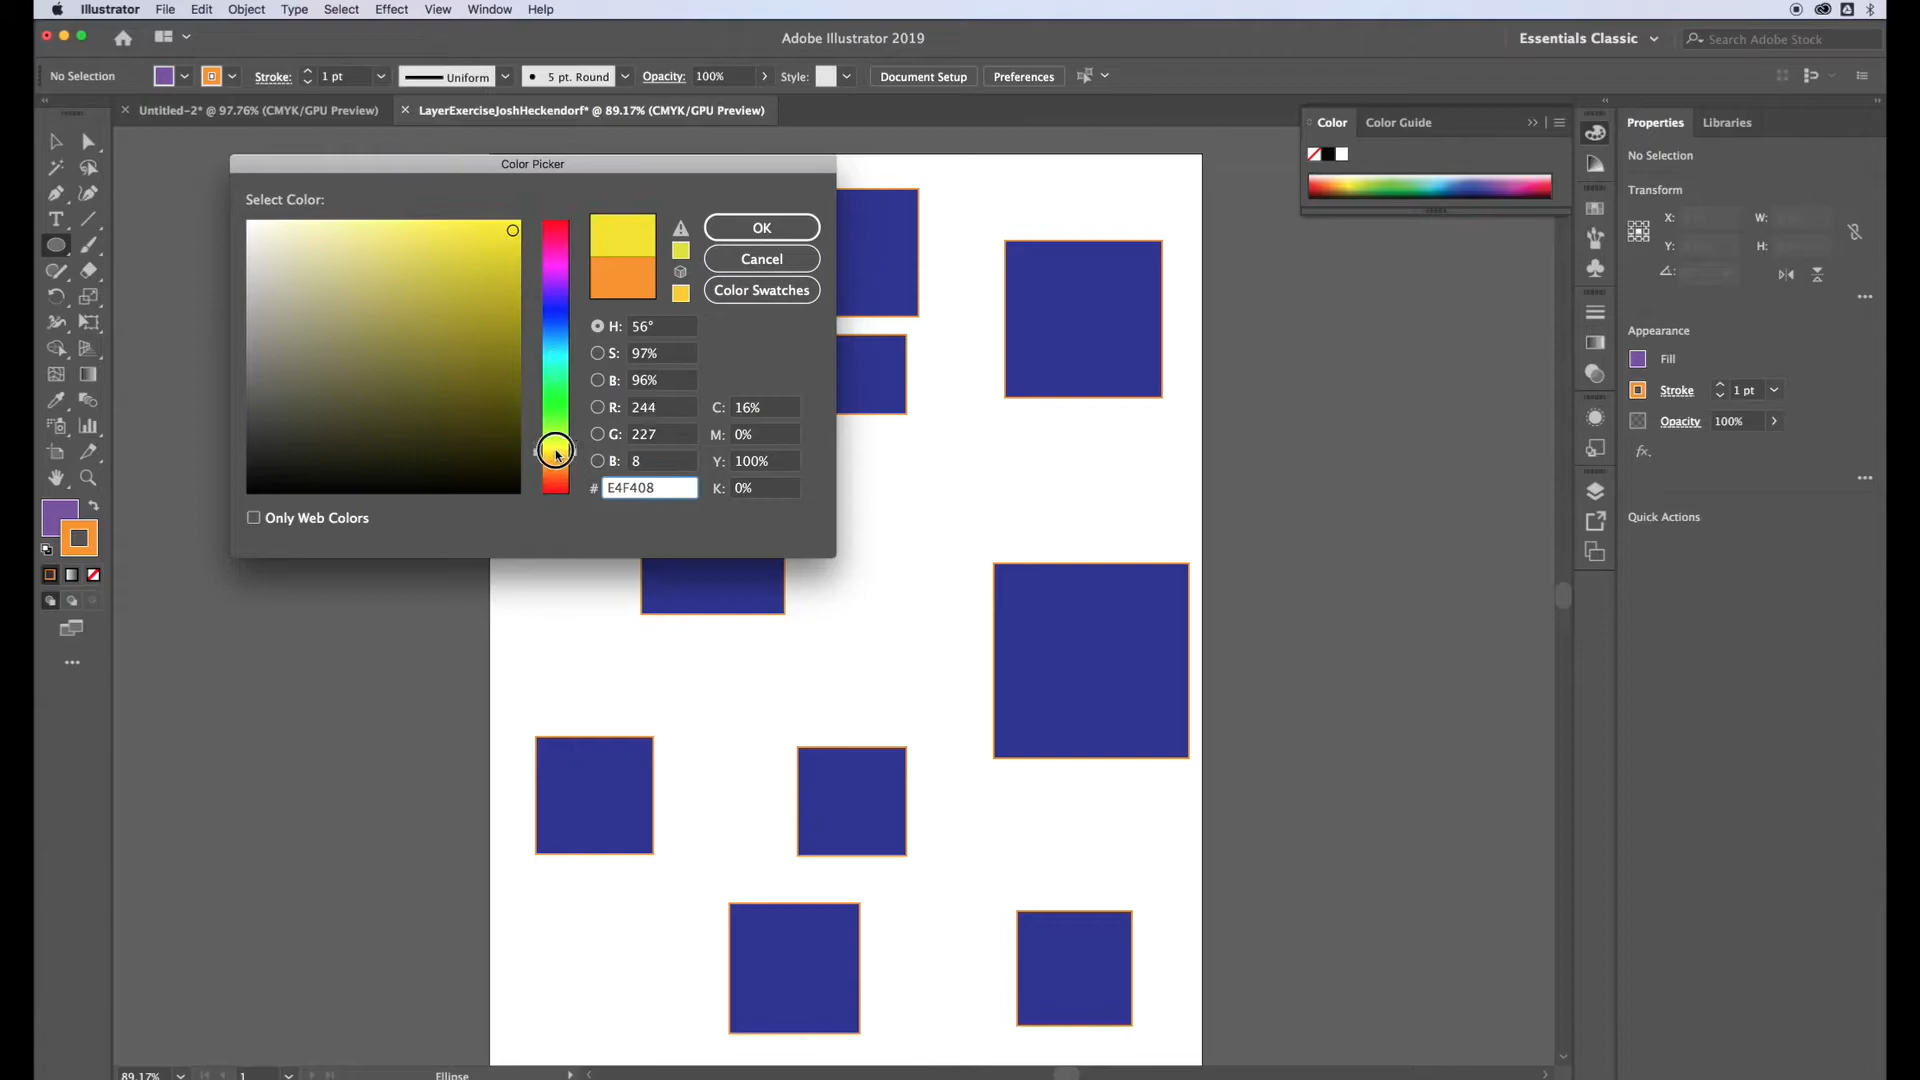 Illustrator File Edit Object Type Select Effect View Window Help
Adobe Illustrator 2019
Essentials Classic
Search Adobe Stock
No Selection
Stroke: 1 pt Uniform 5 pt. Round Opacity: 100% Style: Document Setup Preferences
Untitled-2* @ 97.76% (CMYK/GPU Preview)
LayerExerciseJoshHeckendorf* @ 89.17% (CMYK/GPU Preview)
Color Picker
Select Color:
OK
Cancel
Color Swatches
H: 56°
S: 97%
B: 96%
R: 244 C: 16%
G: 227 M: 0%
B: 8 Y: 100%
# E4F408 K: 0%
Only Web Colors
Color Color Guide
Properties Libraries
No Selection
Transform
X: W:
Y: H:
Appearance
Fill
Stroke 1 pt
Opacity 100%
fx.
Quick Actions
89.17% 1 Ellipse